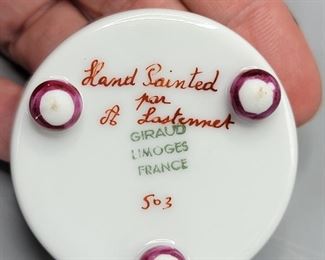 Hand Painted
par
A Lastennet
GIRAUD
LIMOGES
FRANCE
503